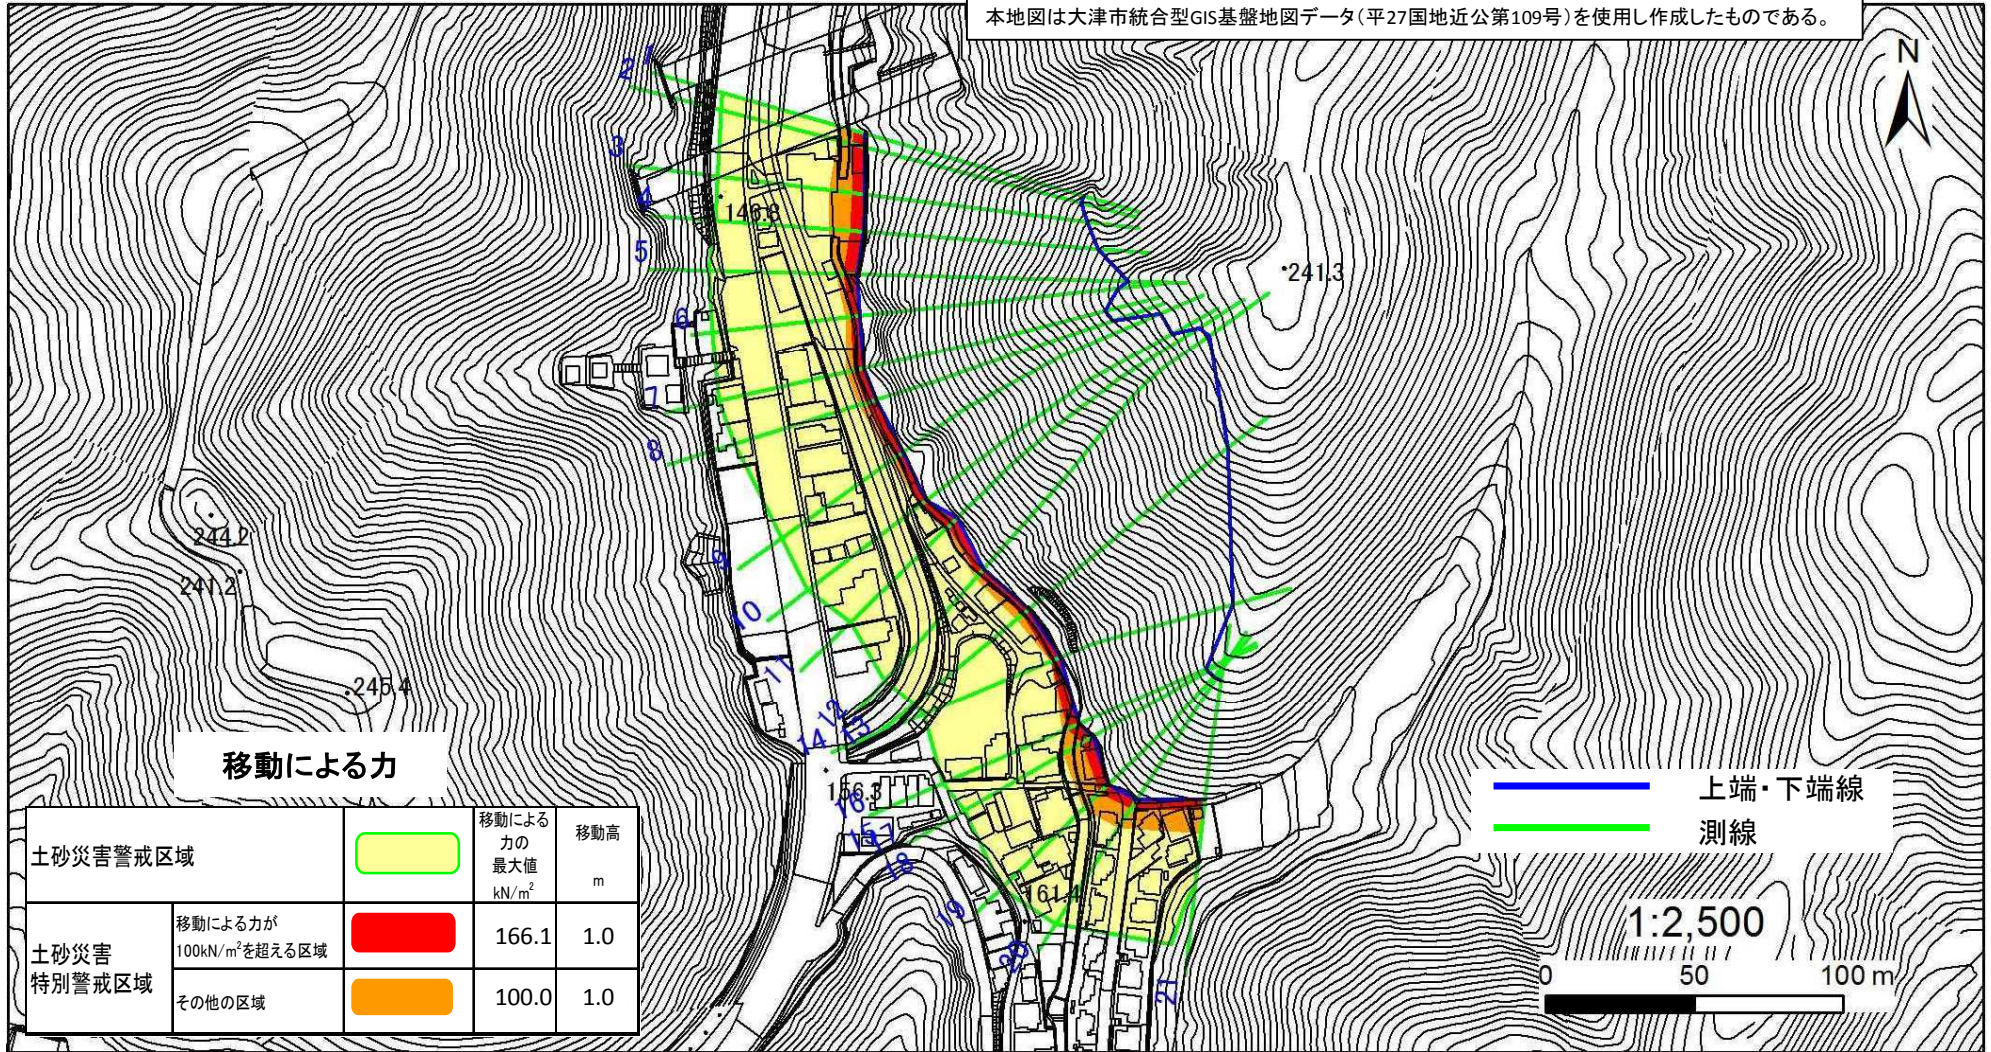 本地図は大津市統合型GIS基盤地図データ(平27国地近公第109号)を使用し作成したものである。
N
1
2
3
4
5
6
7
8
9
10
11
12
13
14
15
16
17
18
19
20
21
146.8
241.3
244.2
241.2
245.4
156.3
161.4
移動による力
土砂災害警戒区域
移動による
力の
最大値
kN/m²
移動高
m
土砂災害
特別警戒区域
移動による力が
100kN/m²を超える区域
166.1
1.0
その他の区域
100.0
1.0
上端・下端線
測線
1:2,500
0 50 100 m